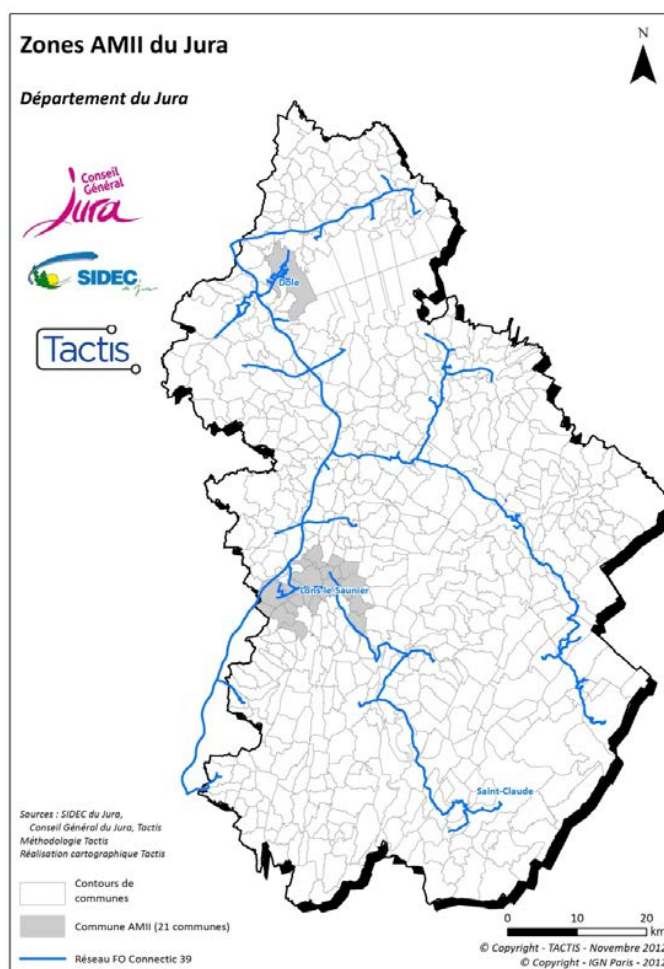 Zones AMII du Jura
Département du Jura
N
Conseil
Général
Jura
SIDEC
du Jura
Tactis
Dole
Lons-le-Saunier
Saint-Claude
Sources : SIDEC du Jura,
Conseil Général du Jura, Tactis
Méthodologie Tactis
Réalisation cartographique Tactis
Contours de
communes
Commune AMII (21 communes)
Réseau FO Connectic 39
0 10 20
km
© Copyright - TACTIS - Novembre 2012
© Copyright - IGN Paris - 2012